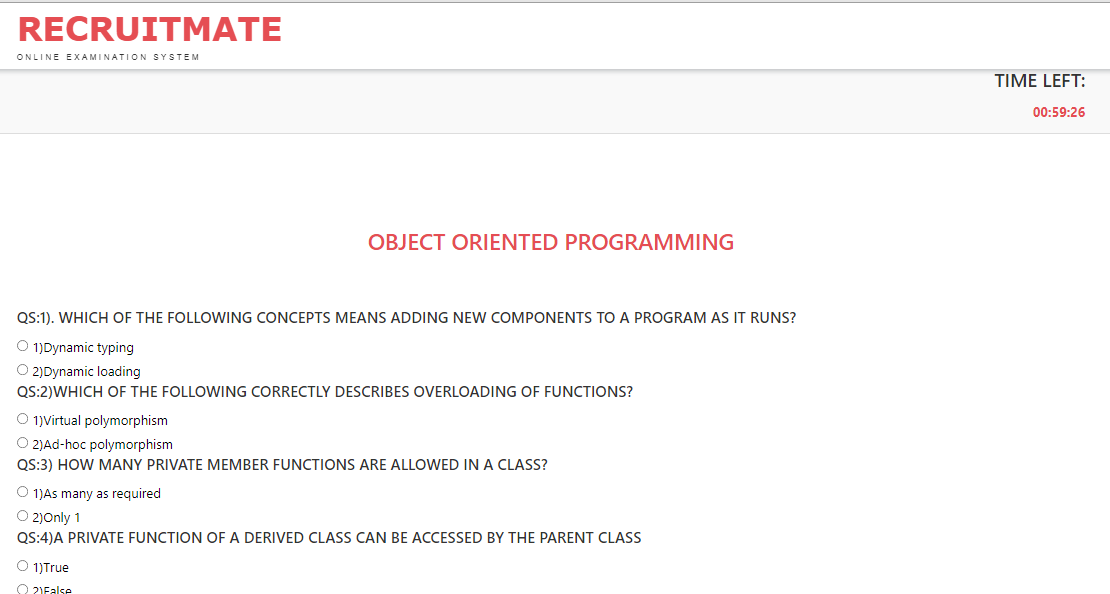 RECRUITMATE
ONLINE EXAMINATION SYSTEM
TIME LEFT:
00:59:26
OBJECT ORIENTED PROGRAMMING
QS:1). WHICH OF THE FOLLOWING CONCEPTS MEANS ADDING NEW COMPONENTS TO A PROGRAM AS IT RUNS?
1)Dynamic typing
2)Dynamic loading
QS:2)WHICH OF THE FOLLOWING CORRECTLY DESCRIBES OVERLOADING OF FUNCTIONS?
1)Virtual polymorphism
2)Ad-hoc polymorphism
QS:3) HOW MANY PRIVATE MEMBER FUNCTIONS ARE ALLOWED IN A CLASS?
1)As many as required
2)Only 1
QS:4)A PRIVATE FUNCTION OF A DERIVED CLASS CAN BE ACCESSED BY THE PARENT CLASS
1)True
2)False